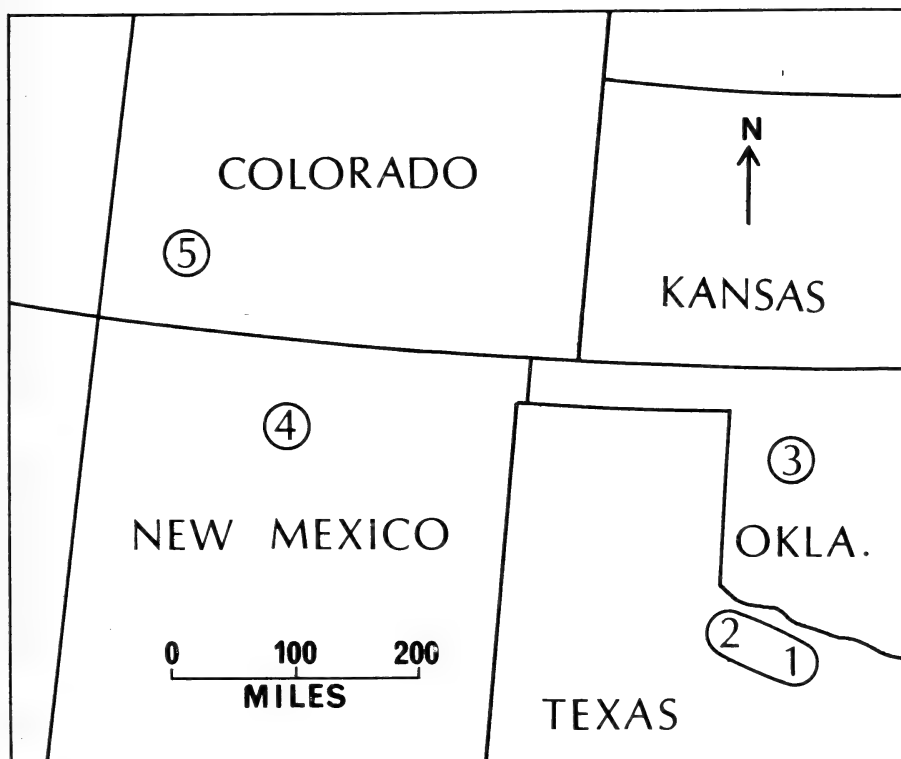 N
COLORADO
5
KANSAS
4
3
NEW MEXICO
OKLA.
2
1
0 100 200
MILES
TEXAS